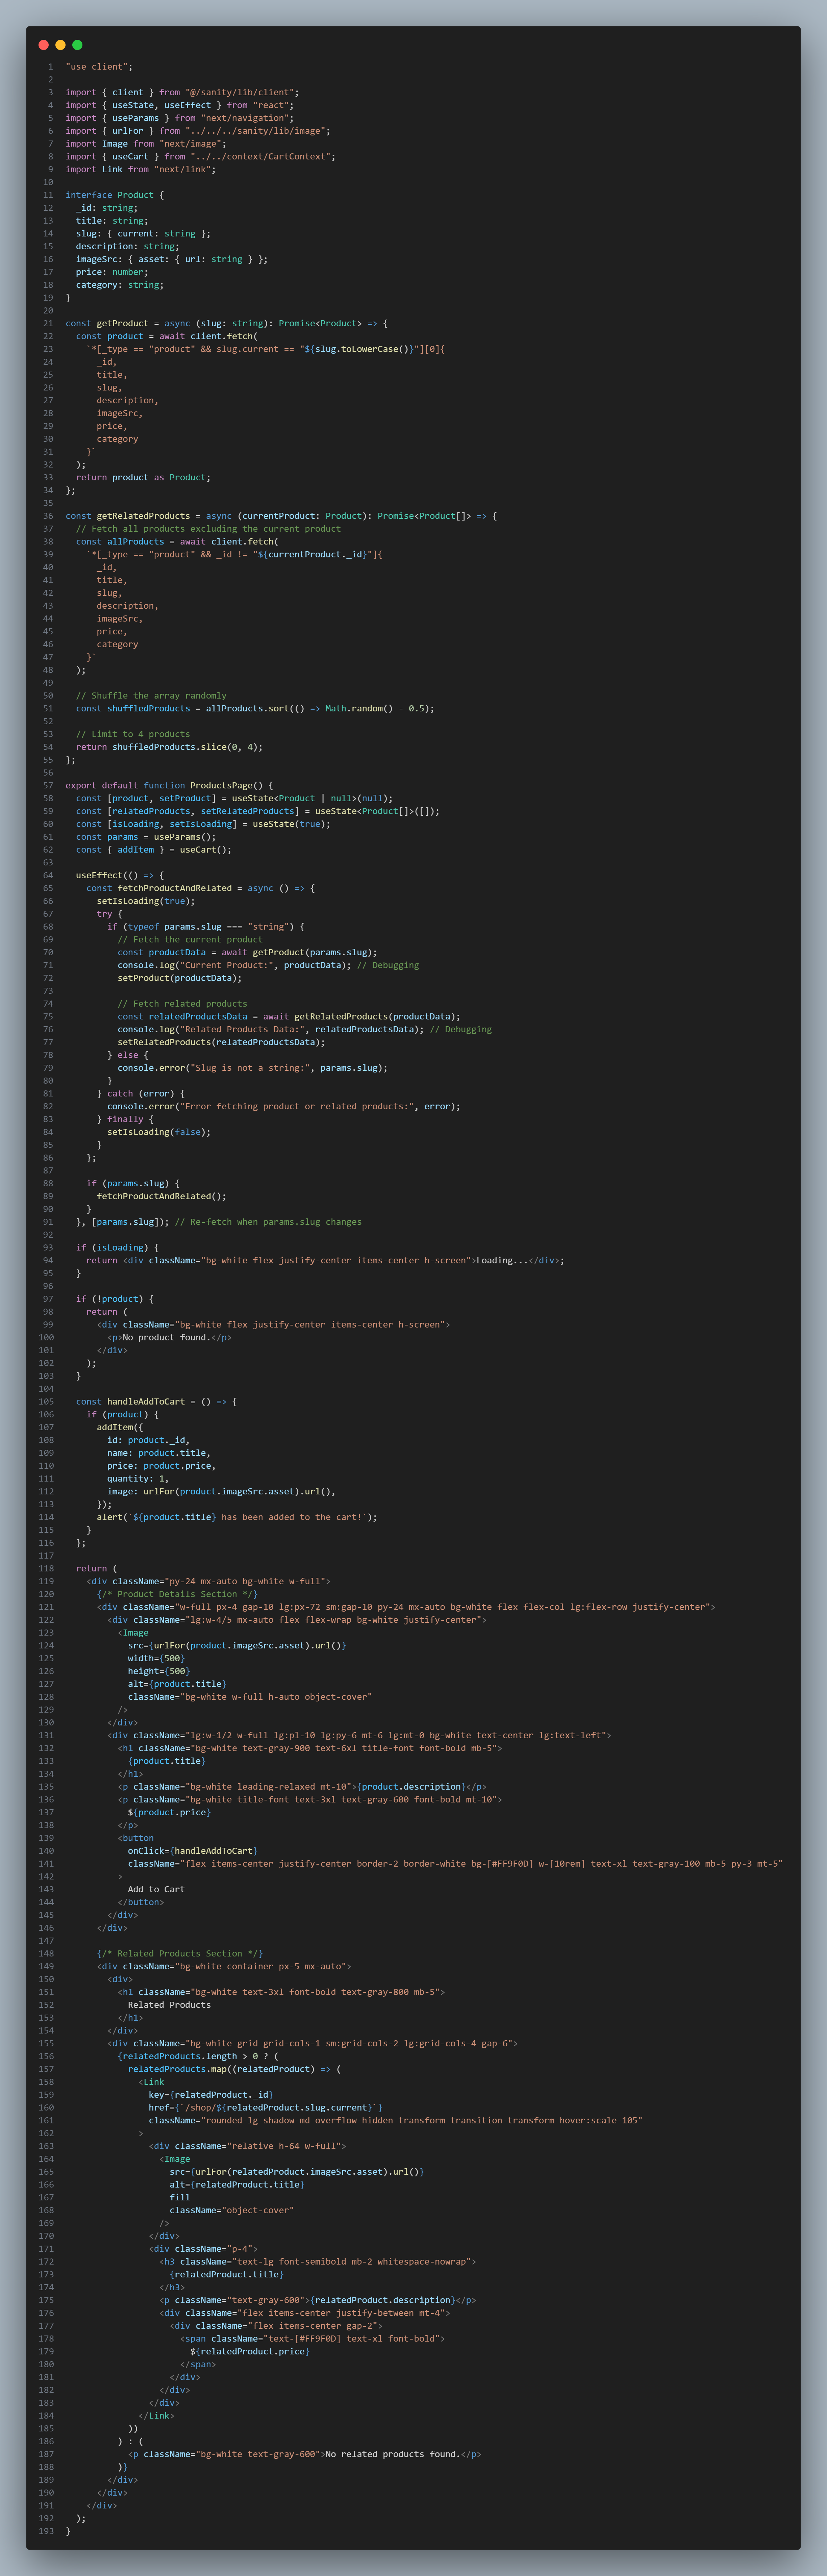 1 "use client";
2
3 import { client } from "@/sanity/lib/client";
4 import { useState, useEffect } from "react";
5 import { useParams } from "next/navigation";
6 import { urlFor } from "../../../sanity/lib/image";
7 import Image from "next/image";
8 import { useCart } from "../../context/CartContext";
9 import Link from "next/link";
10
11 interface Product {
12   _id: string;
13   title: string;
14   slug: { current: string };
15   description: string;
16   imageSrc: { asset: { url: string } };
17   price: number;
18   category: string;
19 }
20
21 const getProduct = async (slug: string): Promise<Product> => {
22   const product = await client.fetch(
23     `*[_type == "product" && slug.current == "${slug.toLowerCase()}"][0]{
24       _id,
25       title,
26       slug,
27       description,
28       imageSrc,
29       price,
30       category
31     }`
32   );
33   return product as Product;
34 };
35
36 const getRelatedProducts = async (currentProduct: Product): Promise<Product[]> => {
37   // Fetch all products excluding the current product
38   const allProducts = await client.fetch(
39     `*[_type == "product" && _id != "${currentProduct._id}"]{
40       _id,
41       title,
42       slug,
43       description,
44       imageSrc,
45       price,
46       category
47     }`
48   );
49
50   // Shuffle the array randomly
51   const shuffledProducts = allProducts.sort(() => Math.random() - 0.5);
52
53   // Limit to 4 products
54   return shuffledProducts.slice(0, 4);
55 };
56
57 export default function ProductsPage() {
58   const [product, setProduct] = useState<Product | null>(null);
59   const [relatedProducts, setRelatedProducts] = useState<Product[]>([]);
60   const [isLoading, setIsLoading] = useState(true);
61   const params = useParams();
62   const { addItem } = useCart();
63
64   useEffect(() => {
65     const fetchProductAndRelated = async () => {
66       setIsLoading(true);
67       try {
68         if (typeof params.slug === "string") {
69           // Fetch the current product
70           const productData = await getProduct(params.slug);
71           console.log("Current Product:", productData); // Debugging
72           setProduct(productData);
73
74           // Fetch related products
75           const relatedProductsData = await getRelatedProducts(productData);
76           console.log("Related Products Data:", relatedProductsData); // Debugging
77           setRelatedProducts(relatedProductsData);
78         } else {
79           console.error("Slug is not a string:", params.slug);
80         }
81       } catch (error) {
82         console.error("Error fetching product or related products:", error);
83       } finally {
84         setIsLoading(false);
85       }
86     };
87
88     if (params.slug) {
89       fetchProductAndRelated();
90     }
91   }, [params.slug]); // Re-fetch when params.slug changes
92
93   if (isLoading) {
94     return <div className="bg-white flex justify-center items-center h-screen">Loading...</div>;
95   }
96
97   if (!product) {
98     return (
99       <div className="bg-white flex justify-center items-center h-screen">
100         <p>No product found.</p>
101       </div>
102     );
103   }
104
105   const handleAddToCart = () => {
106     if (product) {
107       addItem({
108         id: product._id,
109         name: product.title,
110         price: product.price,
111         quantity: 1,
112         image: urlFor(product.imageSrc.asset).url(),
113       });
114       alert(`${product.title} has been added to the cart!`);
115     }
116   };
117
118   return (
119     <div className="py-24 mx-auto bg-white w-full">
120       {/* Product Details Section */}
121       <div className="w-full px-4 gap-10 lg:px-72 sm:gap-10 py-24 mx-auto bg-white flex flex-col lg:flex-row justify-center">
122         <div className="lg:w-4/5 mx-auto flex flex-wrap bg-white justify-center">
123           <Image
124             src={urlFor(product.imageSrc.asset).url()}
125             width={500}
126             height={500}
127             alt={product.title}
128             className="bg-white w-full h-auto object-cover"
129           />
130         </div>
131         <div className="lg:w-1/2 w-full lg:pl-10 lg:py-6 mt-6 lg:mt-0 bg-white text-center lg:text-left">
132           <h1 className="bg-white text-gray-900 text-6xl title-font font-bold mb-5">
133             {product.title}
134           </h1>
135           <p className="bg-white leading-relaxed mt-10">{product.description}</p>
136           <p className="bg-white title-font text-3xl text-gray-600 font-bold mt-10">
137             ${product.price}
138           </p>
139           <button
140             onClick={handleAddToCart}
141             className="flex items-center justify-center border-2 border-white bg-[#FF9F0D] w-[10rem] text-xl text-gray-100 mb-5 py-3 mt-5"
142           >
143             Add to Cart
144           </button>
145         </div>
146       </div>
147
148       {/* Related Products Section */}
149       <div className="bg-white container px-5 mx-auto">
150         <div>
151           <h1 className="bg-white text-3xl font-bold text-gray-800 mb-5">
152             Related Products
153           </h1>
154         </div>
155         <div className="bg-white grid grid-cols-1 sm:grid-cols-2 lg:grid-cols-4 gap-6">
156           {relatedProducts.length > 0 ? (
157             relatedProducts.map((relatedProduct) => (
158               <Link
159                 key={relatedProduct._id}
160                 href={`/shop/${relatedProduct.slug.current}`}
161                 className="rounded-lg shadow-md overflow-hidden transform transition-transform hover:scale-105"
162               >
163                 <div className="relative h-64 w-full">
164                   <Image
165                     src={urlFor(relatedProduct.imageSrc.asset).url()}
166                     alt={relatedProduct.title}
167                     fill
168                     className="object-cover"
169                   />
170                 </div>
171                 <div className="p-4">
172                   <h3 className="text-lg font-semibold mb-2 whitespace-nowrap">
173                     {relatedProduct.title}
174                   </h3>
175                   <p className="text-gray-600">{relatedProduct.description}</p>
176                   <div className="flex items-center justify-between mt-4">
177                     <div className="flex items-center gap-2">
178                       <span className="text-[#FF9F0D] text-xl font-bold">
179                         ${relatedProduct.price}
180                       </span>
181                     </div>
182                   </div>
183                 </div>
184               </Link>
185             ))
186           ) : (
187             <p className="bg-white text-gray-600">No related products found.</p>
188           )}
189         </div>
190       </div>
191     </div>
192   );
193 }